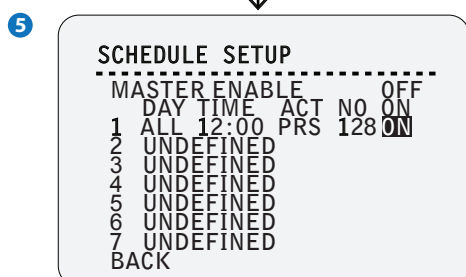 5
SCHEDULE SETUP
MASTER ENABLE OFF
DAY TIME ACT NO ON
1 ALL 12:00 PRS 128 ON
2 UNDEFINED
3 UNDEFINED
4 UNDEFINED
5 UNDEFINED
6 UNDEFINED
7 UNDEFINED
BACK